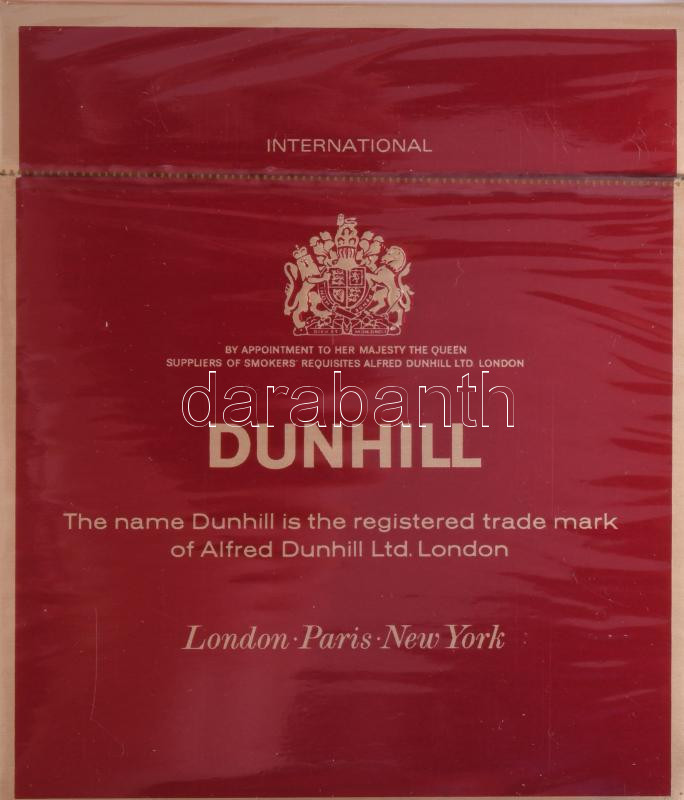 INTERNATIONAL
BY APPOINTMENT TO HER MAJESTY THE QUEEN
SUPPLIERS OF SMOKERS' REQUISITES ALFRED DUNHILL LTD. LONDON
darabanth
DUNHILL
The name Dunhill is the registered trade mark
of Alfred Dunhill Ltd. London
London · Paris · New York